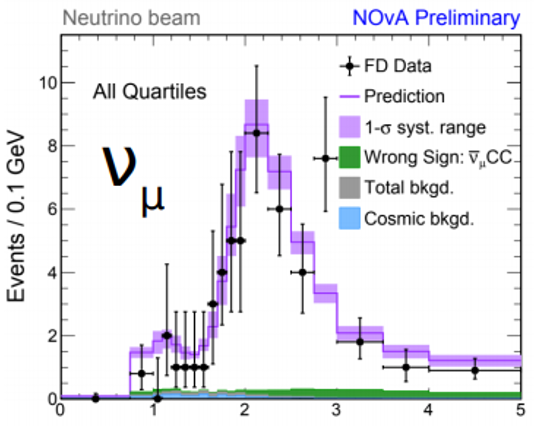 Neutrino beam NOvA Preliminary
All Quartiles
νμ
FD Data
Prediction
1-σ syst. range
Wrong Sign: ν̅μCC
Total bkgd.
Cosmic bkgd.
Events / 0.1 GeV
10
8
6
4
2
0
0 1 2 3 4 5